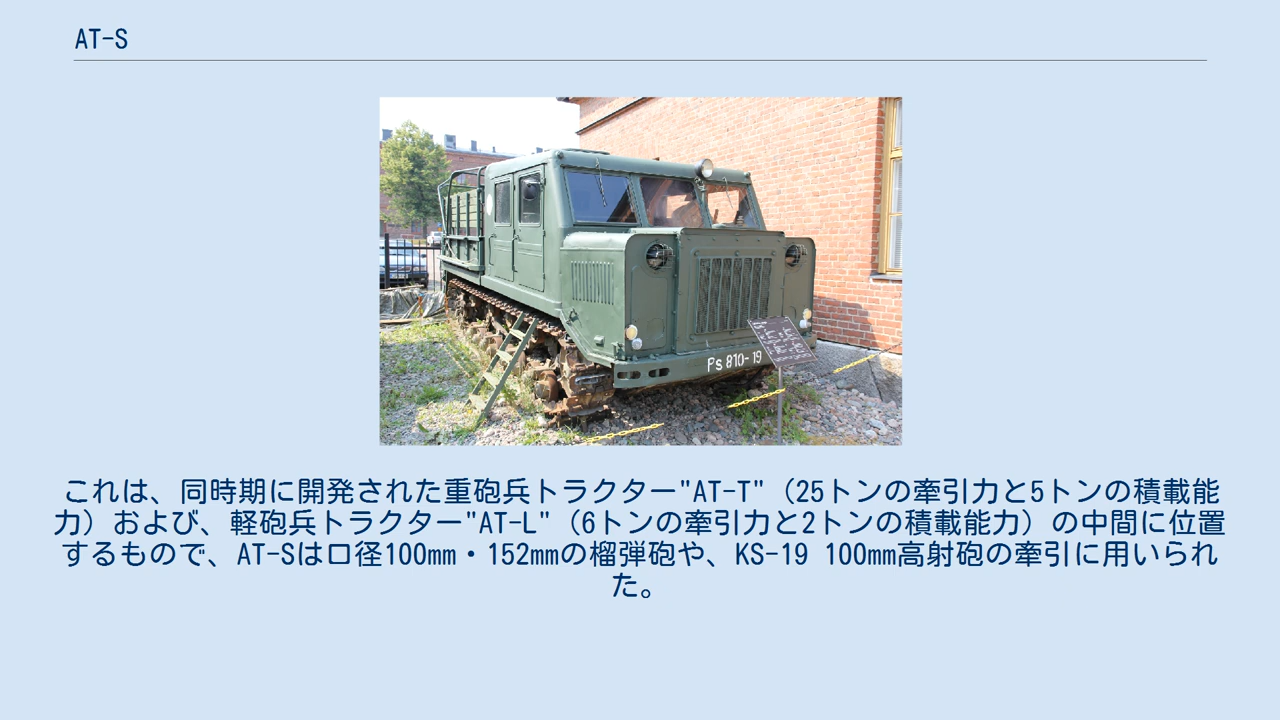 AT-S
Ps 810-19
これは、同時期に開発された重砲兵トラクター"AT-T"（25トンの牽引力と5トンの積載能
力）および、軽砲兵トラクター"AT-L"（6トンの牽引力と2トンの積載能力）の中間に位置
するもので、AT-Sは口径100㎜・152㎜の榴弾砲や、KS-19 100㎜高射砲の牽引に用いられ
た。